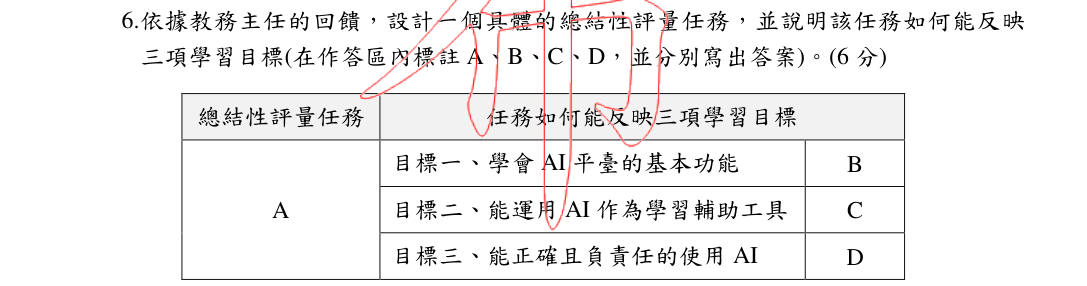 6.依據教務主任的回饋，設計一個具體的總結性評量任務，並說明該任務如何能反映
三項學習目標(在作答區內標註 A、B、C、D，並分別寫出答案)。(6 分)
總結性評量任務 任務如何能反映三項學習目標
A
目標一、學會 AI 平臺的基本功能 B
目標二、能運用 AI 作為學習輔助工具 C
目標三、能正確且負責任的使用 AI D